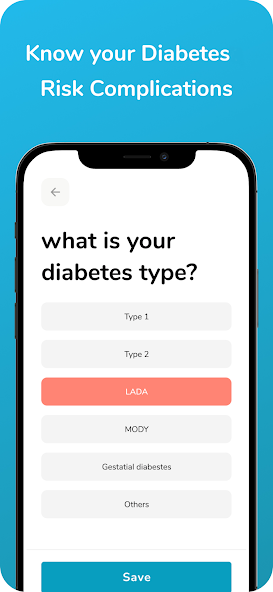 Know your Diabetes
Risk Complications
what is your
diabetes type?
Type 1
Type 2
LADA
MODY
Gestatial diabestes
Others
Save